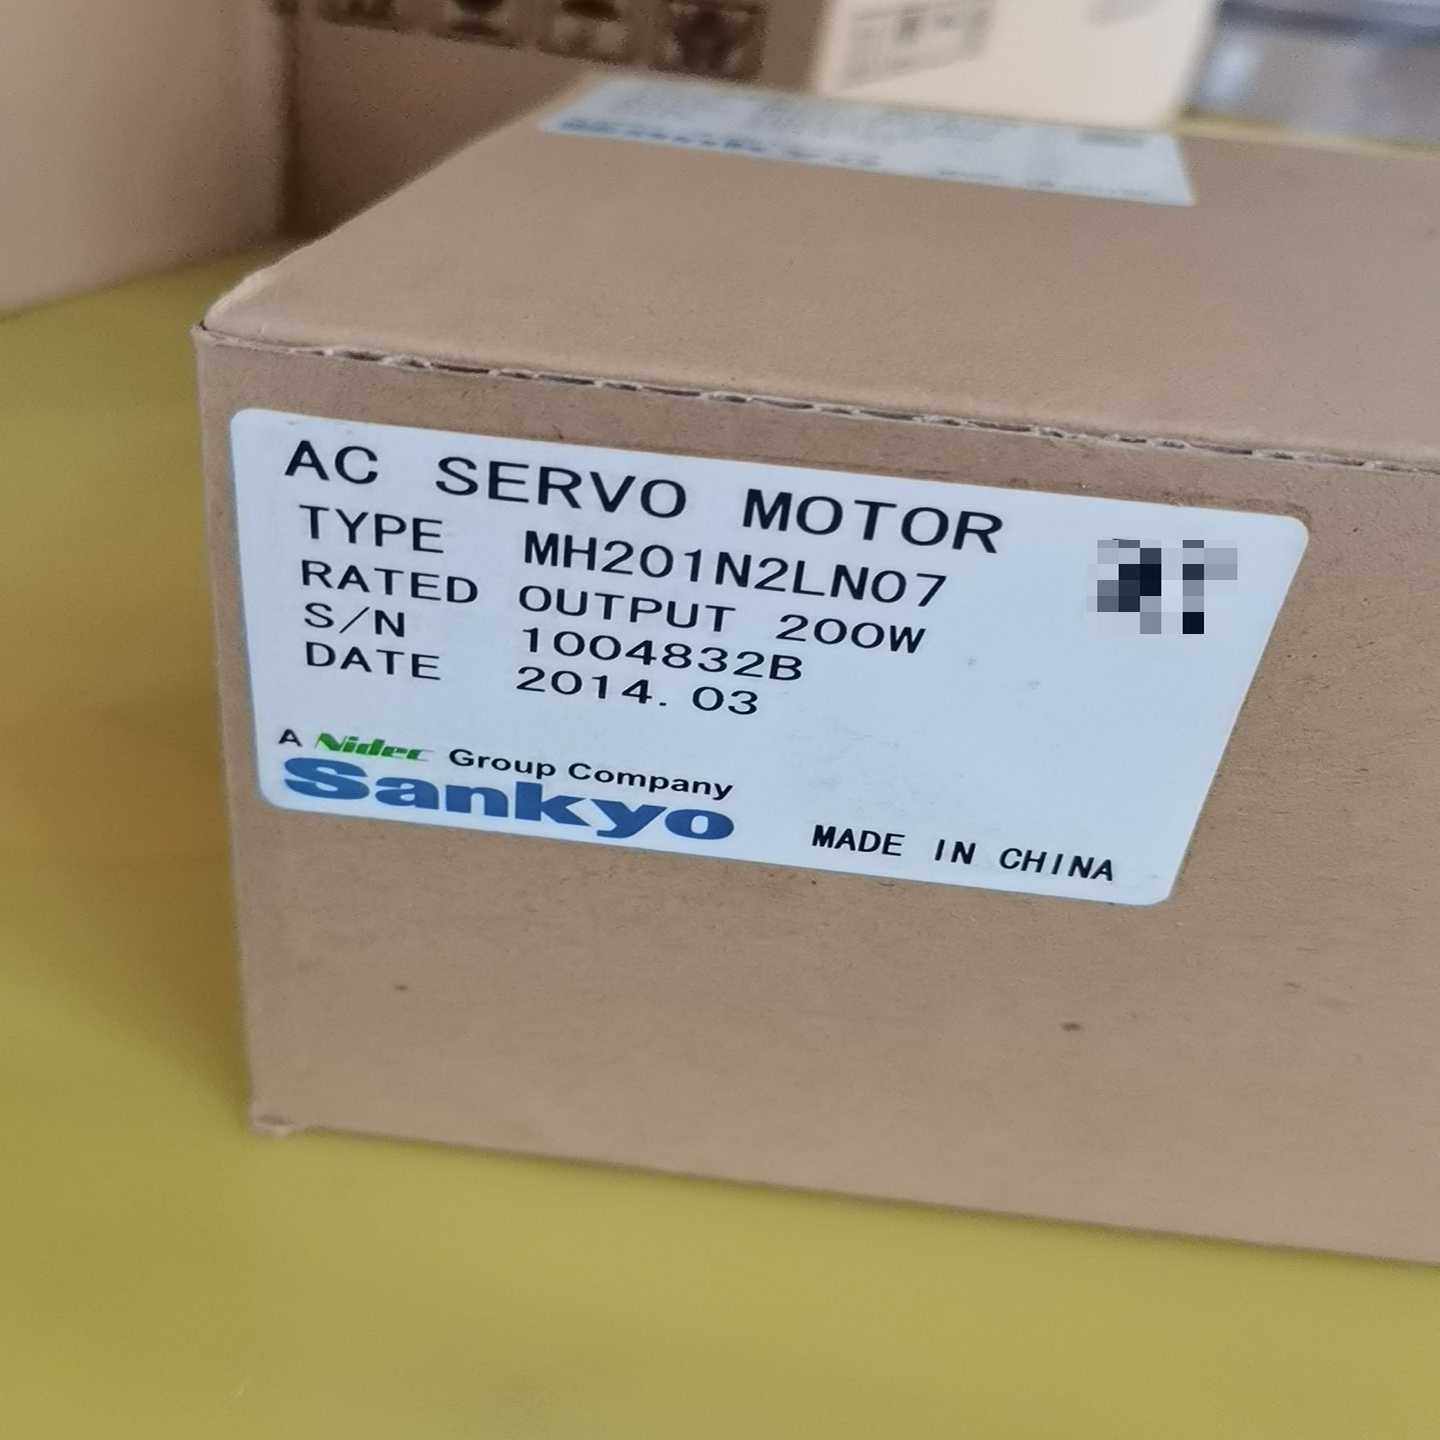 AC SERVO MOTOR
TYPE MH201N2LN07
RATED OUTPUT 200W
S/N 1004832B
DATE 2014.03
A Nidec Group Company
Sankyo
MADE IN CHINA